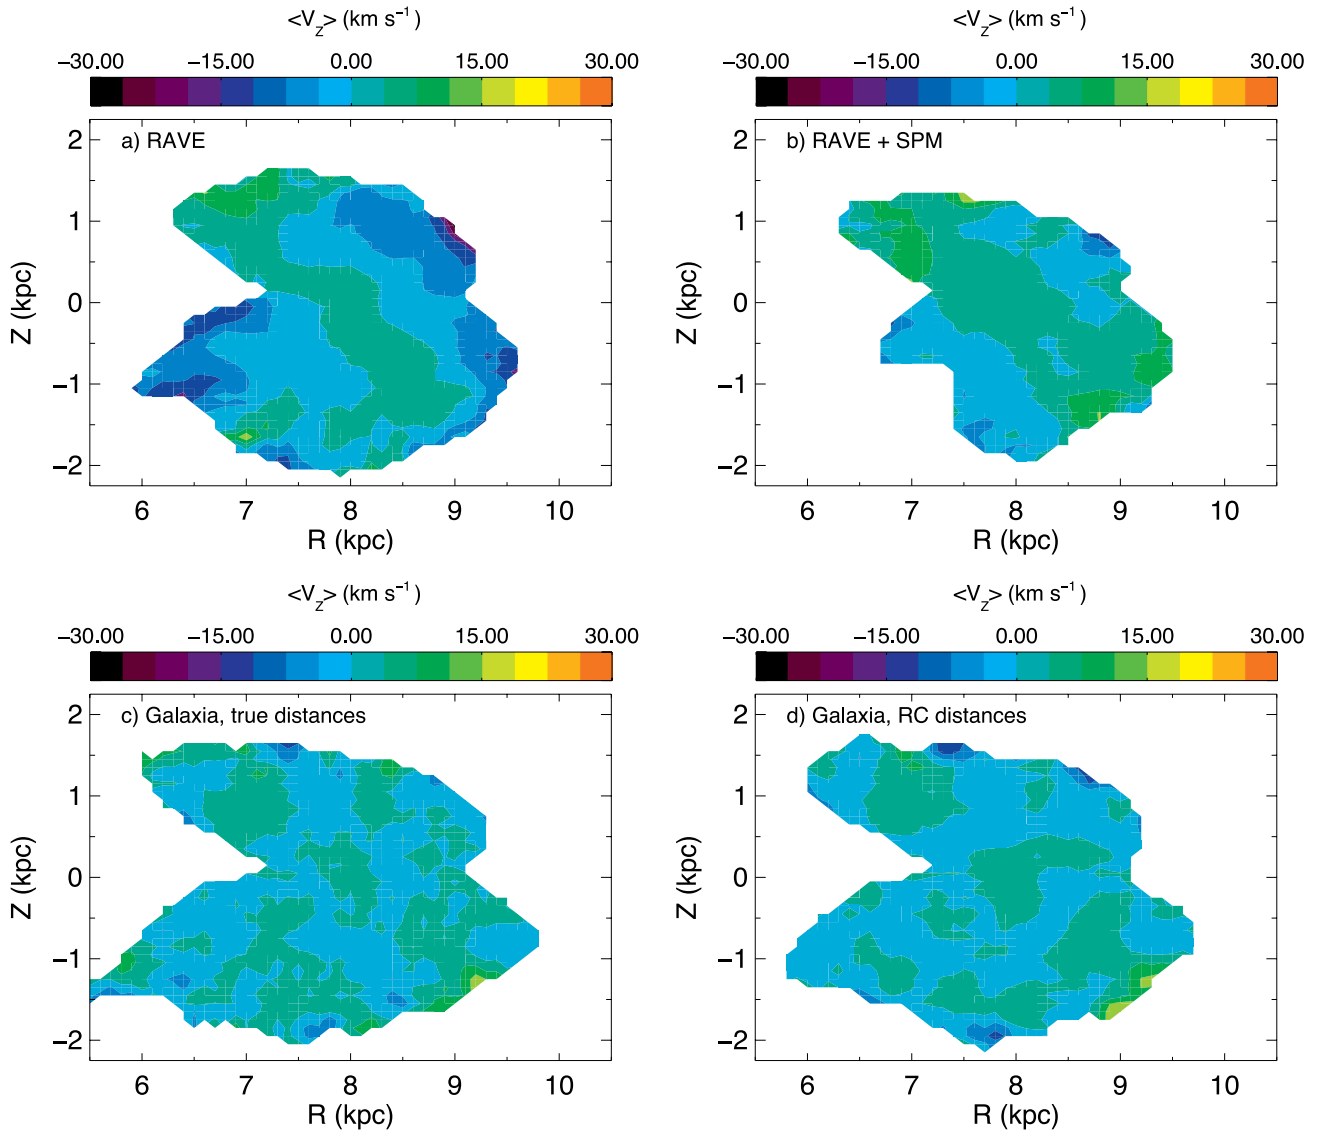 <V_Z> (km s⁻¹)
−30.00 −15.00 0.00 15.00 30.00
a) RAVE
2
1
0
−1
−2
Z (kpc)
6 7 8 9 10
R (kpc)
<V_Z> (km s⁻¹)
−30.00 −15.00 0.00 15.00 30.00
b) RAVE + SPM
2
1
0
−1
−2
Z (kpc)
6 7 8 9 10
R (kpc)
<V_Z> (km s⁻¹)
−30.00 −15.00 0.00 15.00 30.00
c) Galaxia, true distances
2
1
0
−1
−2
Z (kpc)
6 7 8 9 10
R (kpc)
<V_Z> (km s⁻¹)
−30.00 −15.00 0.00 15.00 30.00
d) Galaxia, RC distances
2
1
0
−1
−2
Z (kpc)
6 7 8 9 10
R (kpc)